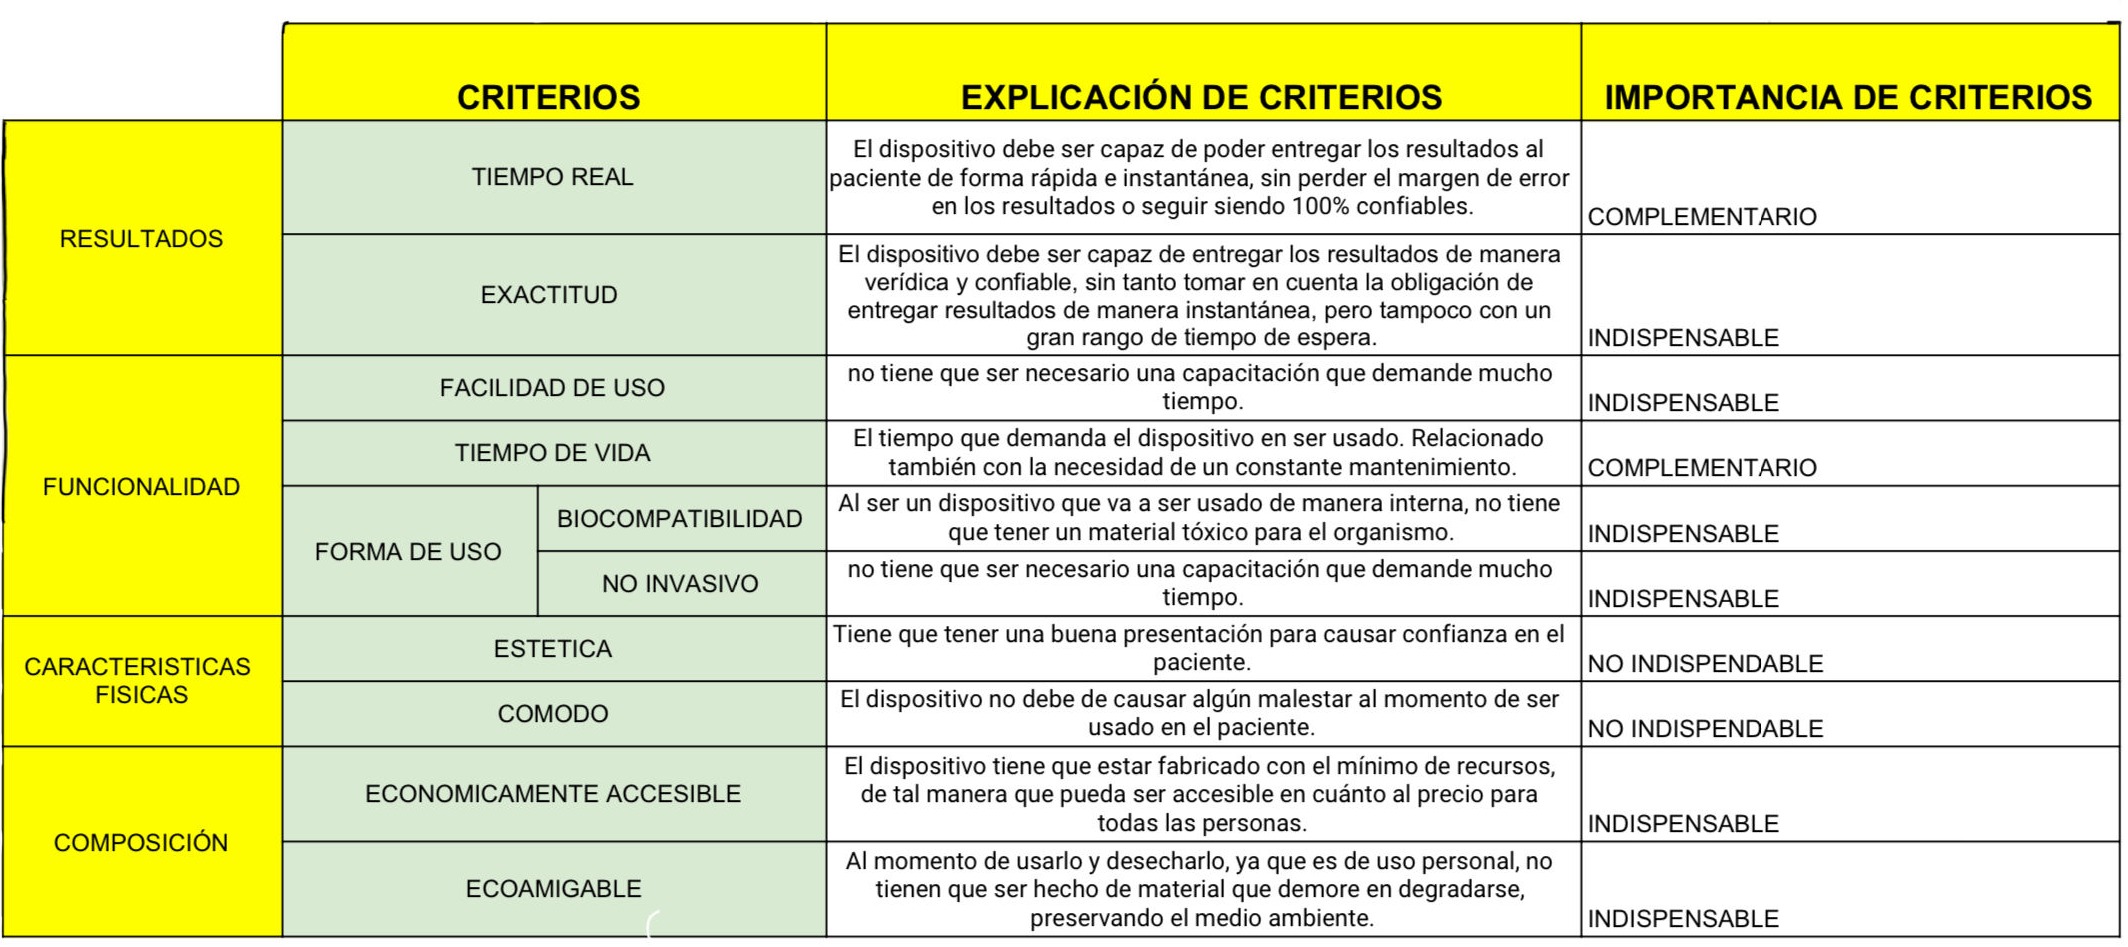 CRITERIOS
EXPLICACIÓN DE CRITERIOS
IMPORTANCIA DE CRITERIOS
RESULTADOS
TIEMPO REAL
El dispositivo debe ser capaz de poder entregar los resultados al
paciente de forma rápida e instantánea, sin perder el margen de error
en los resultados o seguir siendo 100% confiables.
COMPLEMENTARIO
EXACTITUD
El dispositivo debe ser capaz de entregar los resultados de manera
verídica y confiable, sin tanto tomar en cuenta la obligación de
entregar resultados de manera instantánea, pero tampoco con un
gran rango de tiempo de espera.
INDISPENSABLE
FUNCIONALIDAD
FACILIDAD DE USO
no tiene que ser necesario una capacitación que demande mucho
tiempo.
INDISPENSABLE
TIEMPO DE VIDA
El tiempo que demanda el dispositivo en ser usado. Relacionado
también con la necesidad de un constante mantenimiento.
COMPLEMENTARIO
FORMA DE USO
BIOCOMPATIBILIDAD
Al ser un dispositivo que va a ser usado de manera interna, no tiene
que tener un material tóxico para el organismo.
INDISPENSABLE
NO INVASIVO
no tiene que ser necesario una capacitación que demande mucho
tiempo.
INDISPENSABLE
CARACTERISTICAS
FISICAS
ESTETICA
Tiene que tener una buena presentación para causar confianza en el
paciente.
NO INDISPENDABLE
COMODO
El dispositivo no debe de causar algún malestar al momento de ser
usado en el paciente.
NO INDISPENDABLE
COMPOSICIÓN
ECONOMICAMENTE ACCESIBLE
El dispositivo tiene que estar fabricado con el mínimo de recursos,
de tal manera que pueda ser accesible en cuánto al precio para
todas las personas.
INDISPENSABLE
ECOAMIGABLE
Al momento de usarlo y desecharlo, ya que es de uso personal, no
tienen que ser hecho de material que demore en degradarse,
preservando el medio ambiente.
INDISPENSABLE